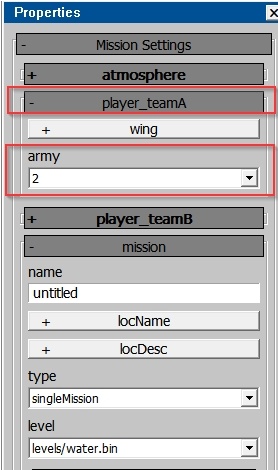 Properties
- Mission Settings
+ atmosphere
- player_teamA
+ wing
army
2
+ player_teamB
- mission
name
untitled
+ locName
+ locDesc
type
singleMission
level
levels/water.bin